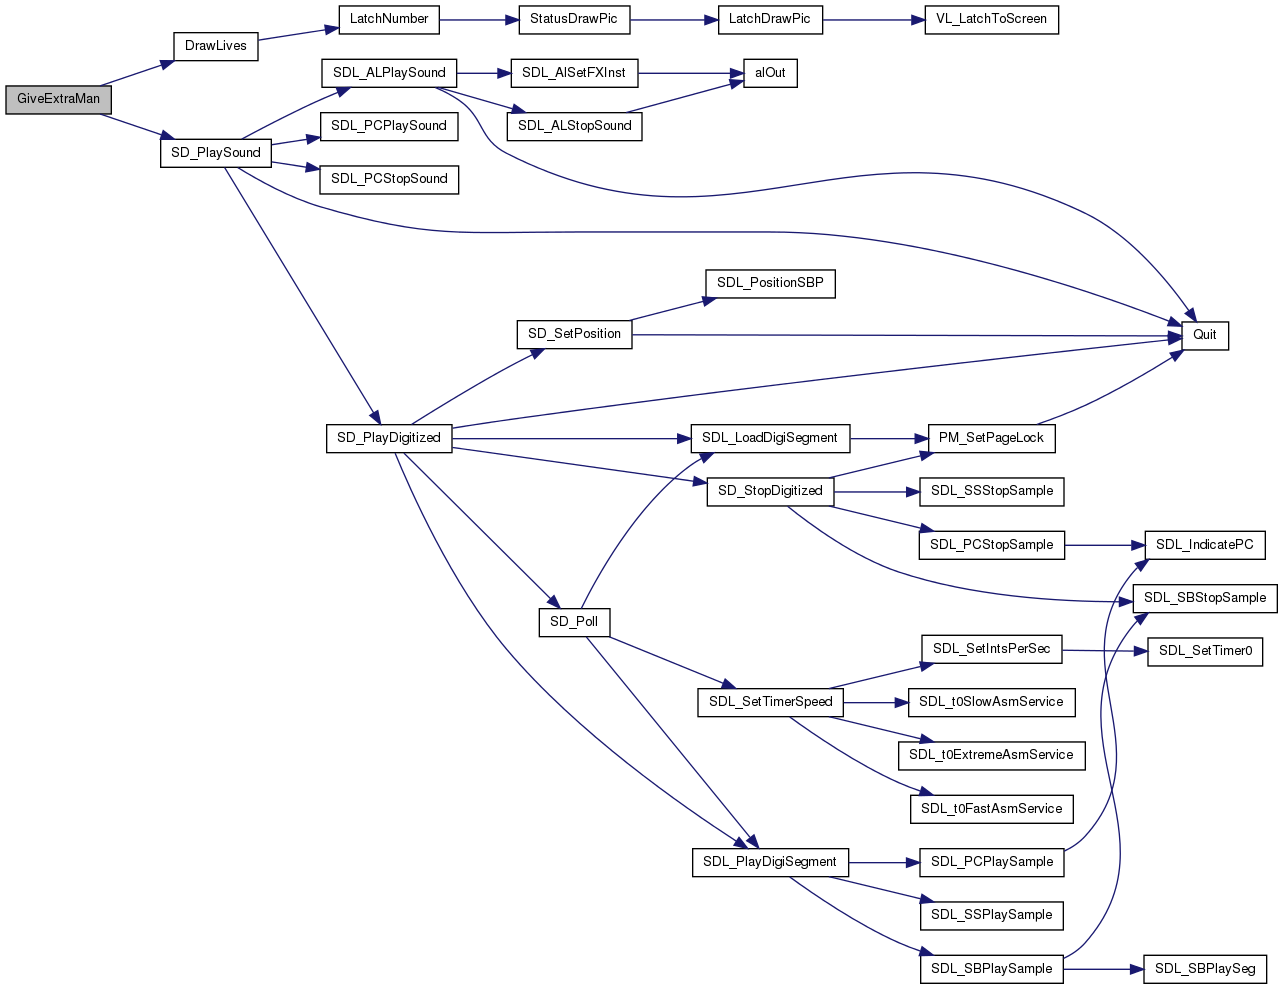 LatchNumber
StatusDrawPic
LatchDrawPic
VL_LatchToScreen
DrawLives
SDL_ALPlaySound
SDL_AlSetFXInst
alOut
GiveExtraMan
SDL_PCPlaySound
SDL_ALStopSound
SD_PlaySound
SDL_PCStopSound
SDL_PositionSBP
SD_SetPosition
Quit
SD_PlayDigitized
SDL_LoadDigiSegment
PM_SetPageLock
SD_StopDigitized
SDL_SSStopSample
SDL_PCStopSample
SDL_IndicatePC
SDL_SBStopSample
SD_Poll
SDL_SetIntsPerSec
SDL_SetTimer0
SDL_SetTimerSpeed
SDL_t0SlowAsmService
SDL_t0ExtremeAsmService
SDL_t0FastAsmService
SDL_PlayDigiSegment
SDL_PCPlaySample
SDL_SSPlaySample
SDL_SBPlaySample
SDL_SBPlaySeg